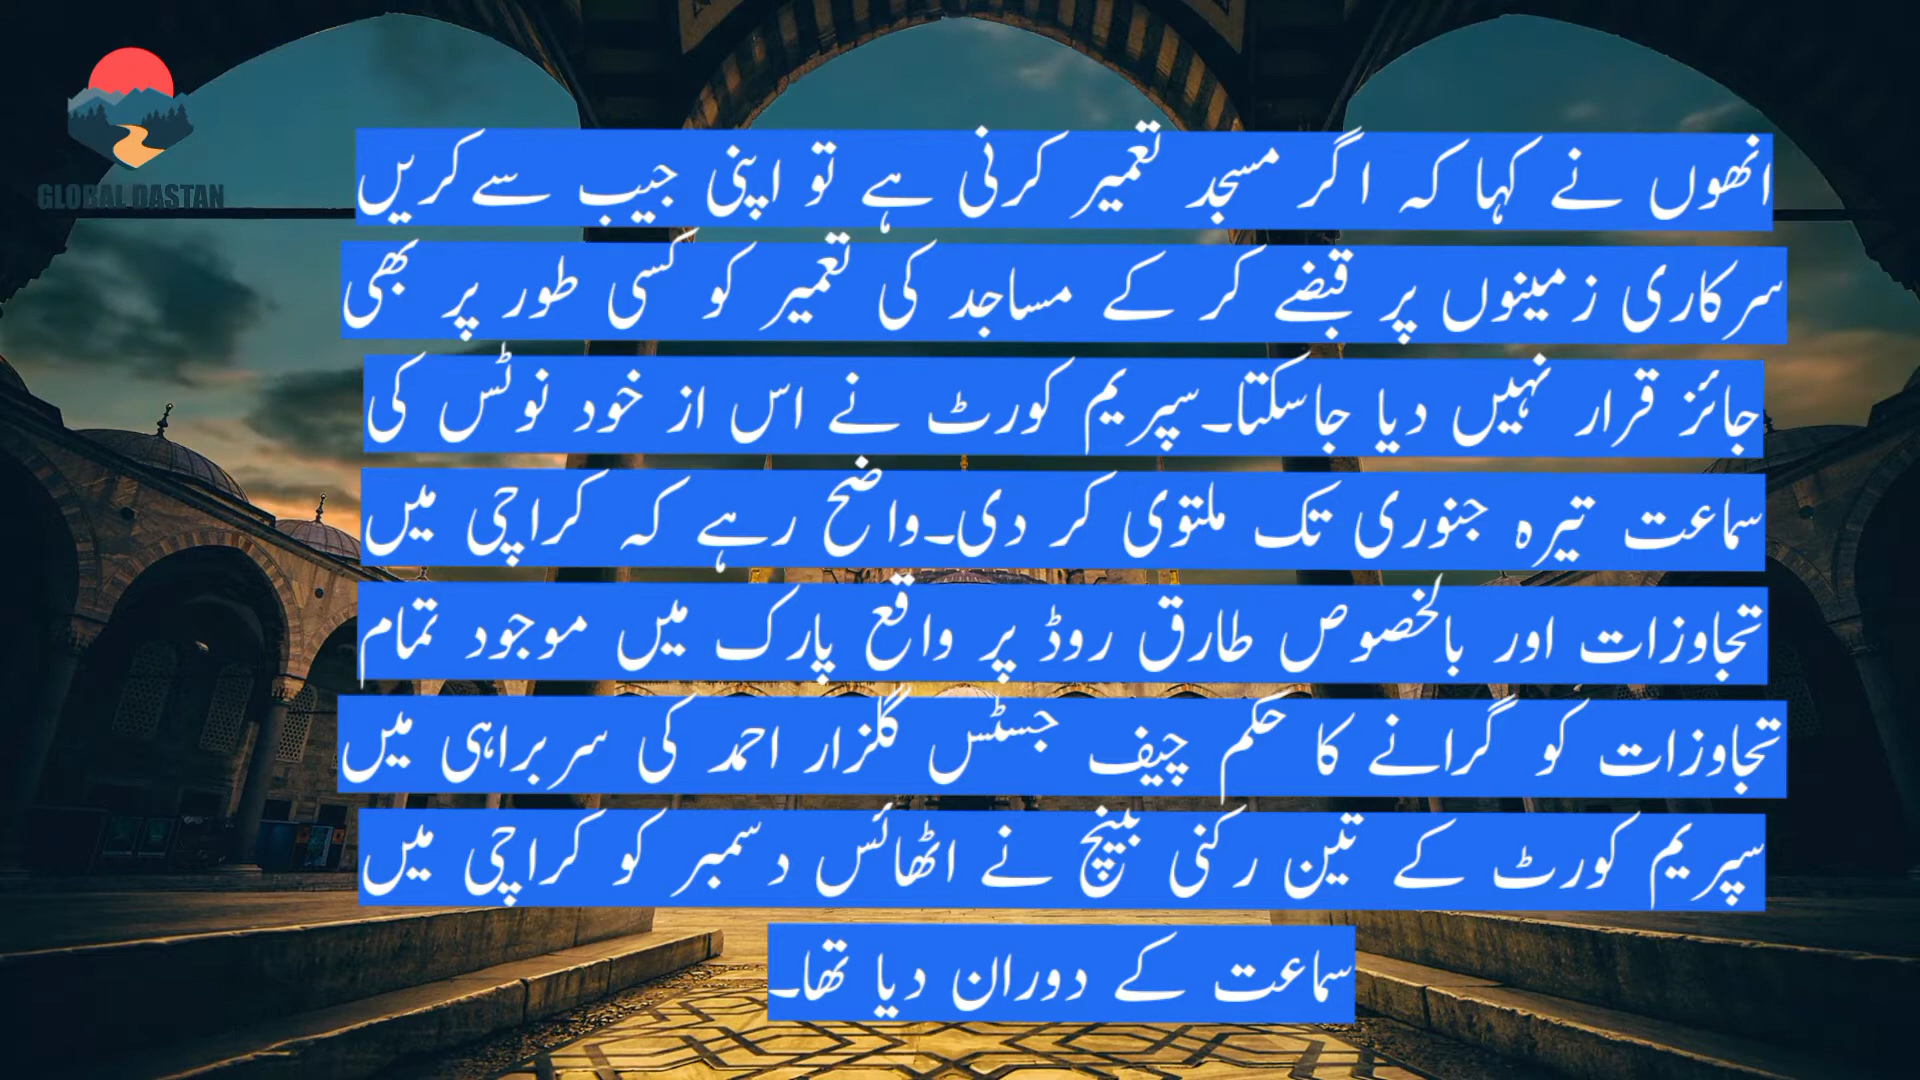 GLOBAL DASTAN
انھوں نے کہا کہ اگر مسجد تعمیر کرنی ہے تو اپنی جیب سے کریں
سرکاری زمینوں پر قبضے کر کے مساجد کی تعمیر کو کسی طور پر بھی
جائز قرار نہیں دیا جاسکتا۔سپریم کورٹ نے اس از خود نوٹس کی
سماعت تیرہ جنوری تک ملتوی کر دی۔واضح رہے کہ کراچی میں
تجاوزات اور بالخصوص طارق روڈ پر واقع پارک میں موجود تمام
تجاوزات کو گرانے کا حکم چیف جسٹس گلزار احمد کی سربراہی میں
سپریم کورٹ کے تین رکنی بینچ نے اٹھائس دسمبر کو کراچی میں
سماعت کے دوران دیا تھا۔